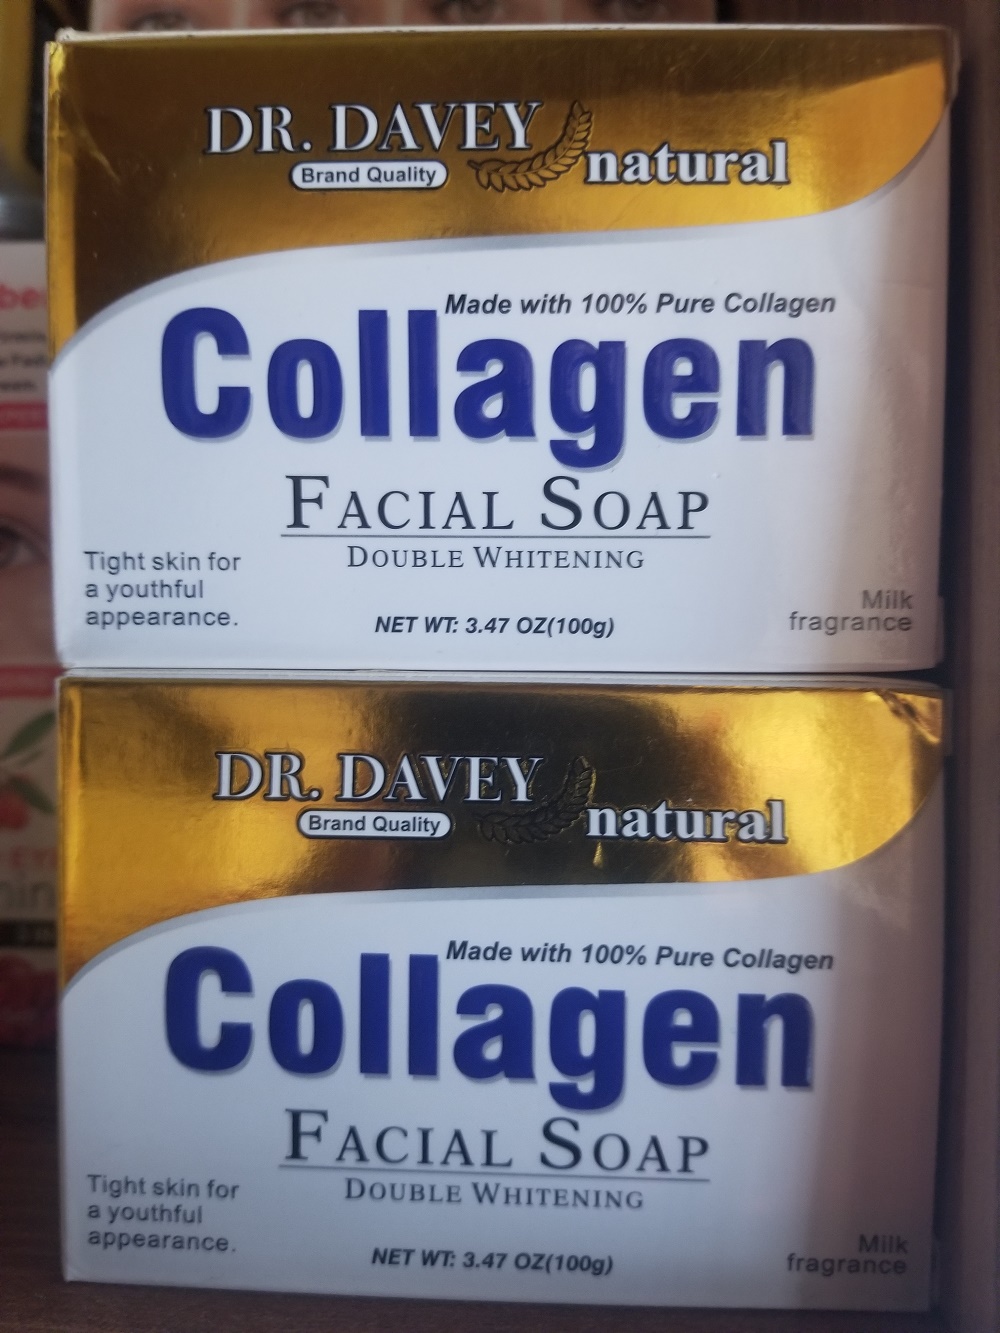 DR. DAVEY
Brand Quality
natural
Made with 100% Pure Collagen
Collagen
FACIAL SOAP
DOUBLE WHITENING
Tight skin for
a youthful
appearance.
NET WT: 3.47 OZ(100g)
Milk
fragrance
DR. DAVEY
Brand Quality
natural
Made with 100% Pure Collagen
Collagen
FACIAL SOAP
DOUBLE WHITENING
Tight skin for
a youthful
appearance.
NET WT: 3.47 OZ(100g)
Milk
fragrance